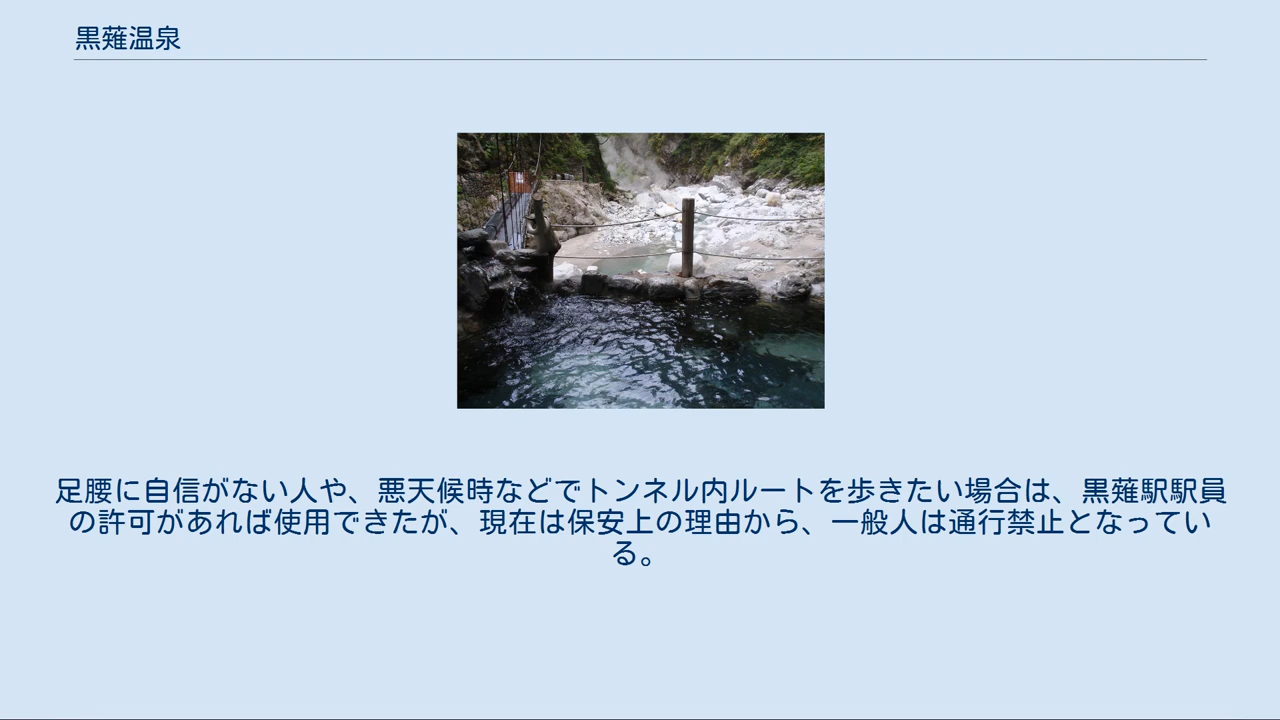 黒薙温泉
足腰に自信がない人や、悪天候時などでトンネル内ルートを歩きたい場合は、黒薙駅駅員
の許可があれば使用できたが、現在は保安上の理由から、一般人は通行禁止となってい
る。